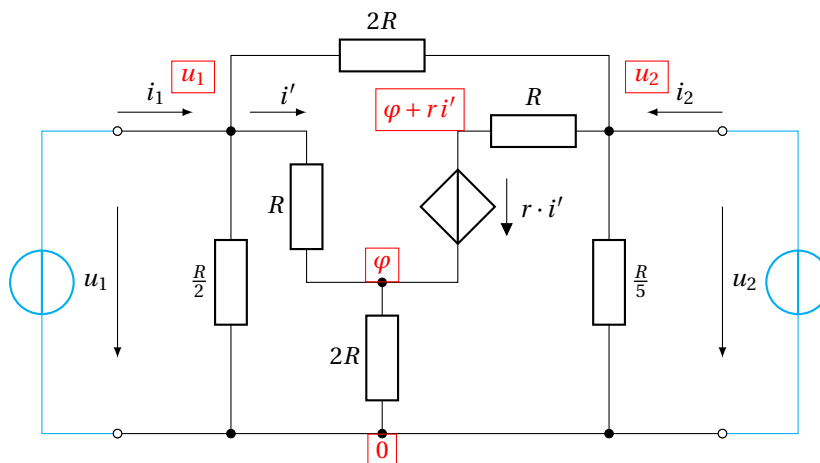 2R
u₁
u₂
i₁
i′
φ + r i′
R
i₂
R
r · i′
φ
u₁
R/2
R/5
u₂
2R
0